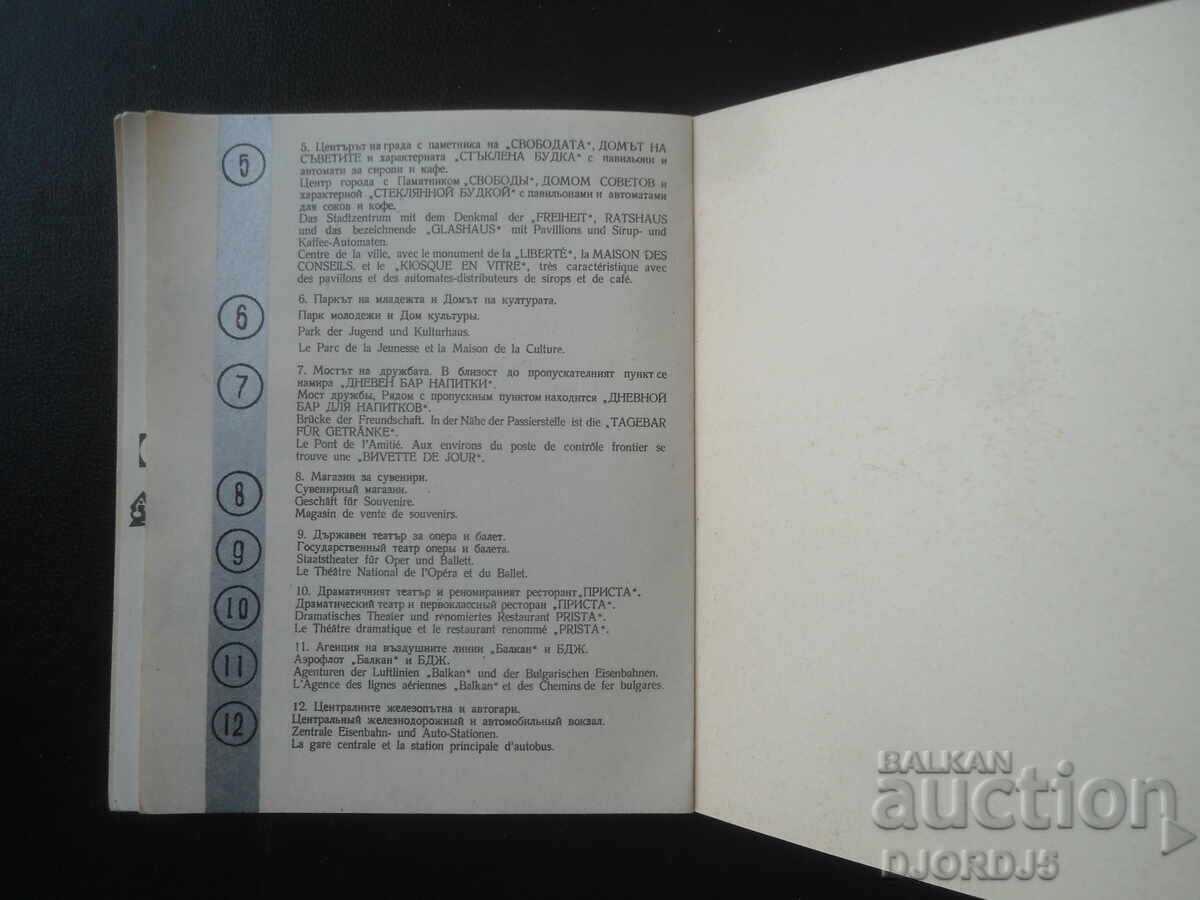 5
5. Центърът на града с паметника на „СВОБОДАТА“, ДОМЪТ НА
СЪВЕТИТЕ и характерната „СТЪКЛЕНА БУДКА“ с павильони и
автомати за сиропи и кафе.
Центр города с Памятником „СВОБОДЫ“, ДОМОМ СОВЕТОВ и
характерной „СТЕКЛЯННОЙ БУДКОЙ“ с павильонами и автоматами
для соков и кофе.
Das Stadtzentrum mit dem Denkmal der „FREIHEIT“, RATSHAUS
und das bezeichnende „GLASHAUS“ mit Pavillions und Sirup- und
Kaffee-Automaten.
Centre de la ville, avec le monument de la „LIBERTÉ“, la MAISON DES
CONSEILS. et le „KIOSQUE EN VITRE“, très caractéristique avec
des pavillons et des automates-distributeurs de sirops et de café.
6
6. Паркът на младежта и Домът на културата.
Парк молодежи и Дом культуры.
Park der Jugend und Kulturhaus.
Le Parc de la Jeunesse et la Maison de la Culture.
7
7. Мостът на дружбата. В близост до пропускателният пункт се
намира „ДНЕВЕН БАР НАПИТКИ“.
Мост дружбы, Рядом с пропускным пунктом находится „ДНЕВНОЙ
БАР ДЛЯ НАПИТКОВ“.
Brücke der Freundschaft. In der Nähe der Passierstelle ist die „TAGEBAR
FÜR GETRÄNKE“.
Le Pont de l'Amitié. Aux environs du poste de contrôle frontier se
trouve une „BИVETTE DE JOUR“.
8
8. Магазин за сувенири.
Сувенирный магазин.
Geschäft für Souvenire.
Magasin de vente de souvenirs.
9
9. Държавен театър за опера и балет.
Государственный театр оперы и балета.
Staatstheater für Oper und Ballett.
Le Théâtre National de l'Opéra et du Ballet.
10
10. Драматичният театър и реномираният ресторант „ПРИСТА“.
Драматический театр и первоклассный ресторан „ПРИСТА“.
Dramatisches Theater und renomiertes Restaurant PRISTA“.
Le Théâtre dramatique et le restaurant renommé „PRISTA“.
11
11. Агенция на въздушните линии „Балкан“ и БДЖ.
Аэрофлот „Балкан“ и БДЖ.
Agenturen der Luftlinien „Balkan“ und der Bulgarischen Eisenbahnen.
L'Agence des lignes aériennes „Balkan“ et des Chemins de fer bulgares.
12
12. Централните железопътна и автогари.
Центральный железнодорожный и автомобильный вокзал.
Zentrale Eisenbahn- und Auto-Stationen.
La gare centrale et la station principale d'autobus.
BALKAN
auction
DJORDJ5